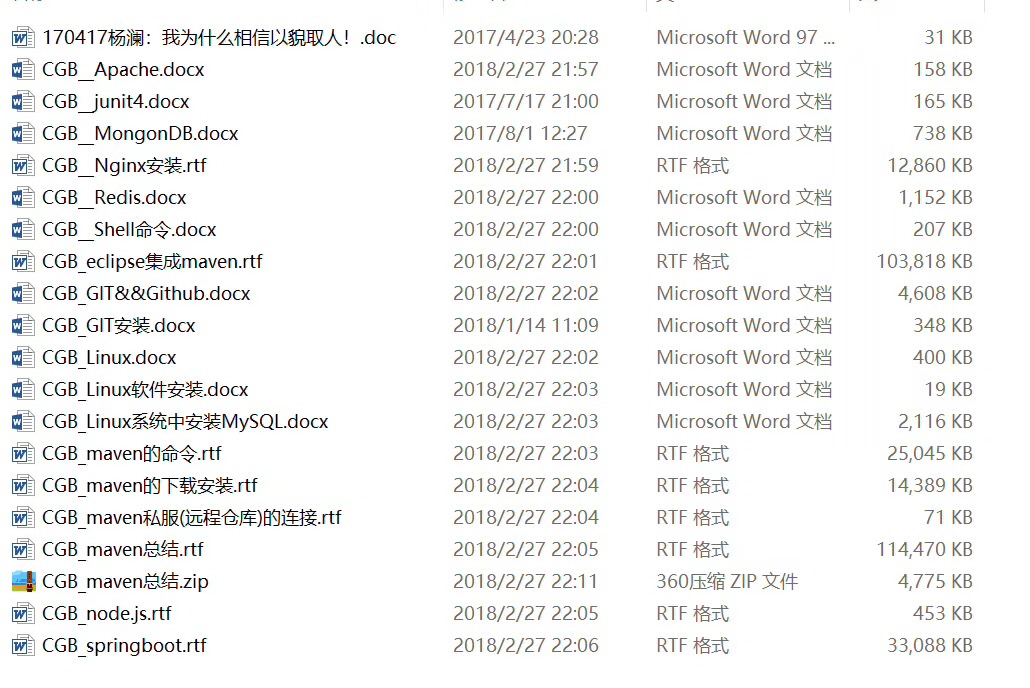 170417杨澜：我为什么相信以貌取人！.doc 2017/4/23 20:28 Microsoft Word 97 ... 31 KB
CGB__Apache.docx 2018/2/27 21:57 Microsoft Word 文档 158 KB
CGB__junit4.docx 2017/7/17 21:00 Microsoft Word 文档 165 KB
CGB__MongonDB.docx 2017/8/1 12:27 Microsoft Word 文档 738 KB
CGB__Nginx安装.rtf 2018/2/27 21:59 RTF 格式 12,860 KB
CGB__Redis.docx 2018/2/27 22:00 Microsoft Word 文档 1,152 KB
CGB__Shell命令.docx 2018/2/27 22:00 Microsoft Word 文档 207 KB
CGB_eclipse集成maven.rtf 2018/2/27 22:01 RTF 格式 103,818 KB
CGB_GIT&&Github.docx 2018/2/27 22:02 Microsoft Word 文档 4,608 KB
CGB_GIT安装.docx 2018/1/14 11:09 Microsoft Word 文档 348 KB
CGB_Linux.docx 2018/2/27 22:02 Microsoft Word 文档 400 KB
CGB_Linux软件安装.docx 2018/2/27 22:03 Microsoft Word 文档 19 KB
CGB_Linux系统中安装MySQL.docx 2018/2/27 22:03 Microsoft Word 文档 2,116 KB
CGB_maven的命令.rtf 2018/2/27 22:03 RTF 格式 25,045 KB
CGB_maven的下载安装.rtf 2018/2/27 22:04 RTF 格式 14,389 KB
CGB_maven私服(远程仓库)的连接.rtf 2018/2/27 22:04 RTF 格式 71 KB
CGB_maven总结.rtf 2018/2/27 22:05 RTF 格式 114,470 KB
CGB_maven总结.zip 2018/2/27 22:11 360压缩 ZIP 文件 4,775 KB
CGB_node.js.rtf 2018/2/27 22:05 RTF 格式 453 KB
CGB_springboot.rtf 2018/2/27 22:06 RTF 格式 33,088 KB